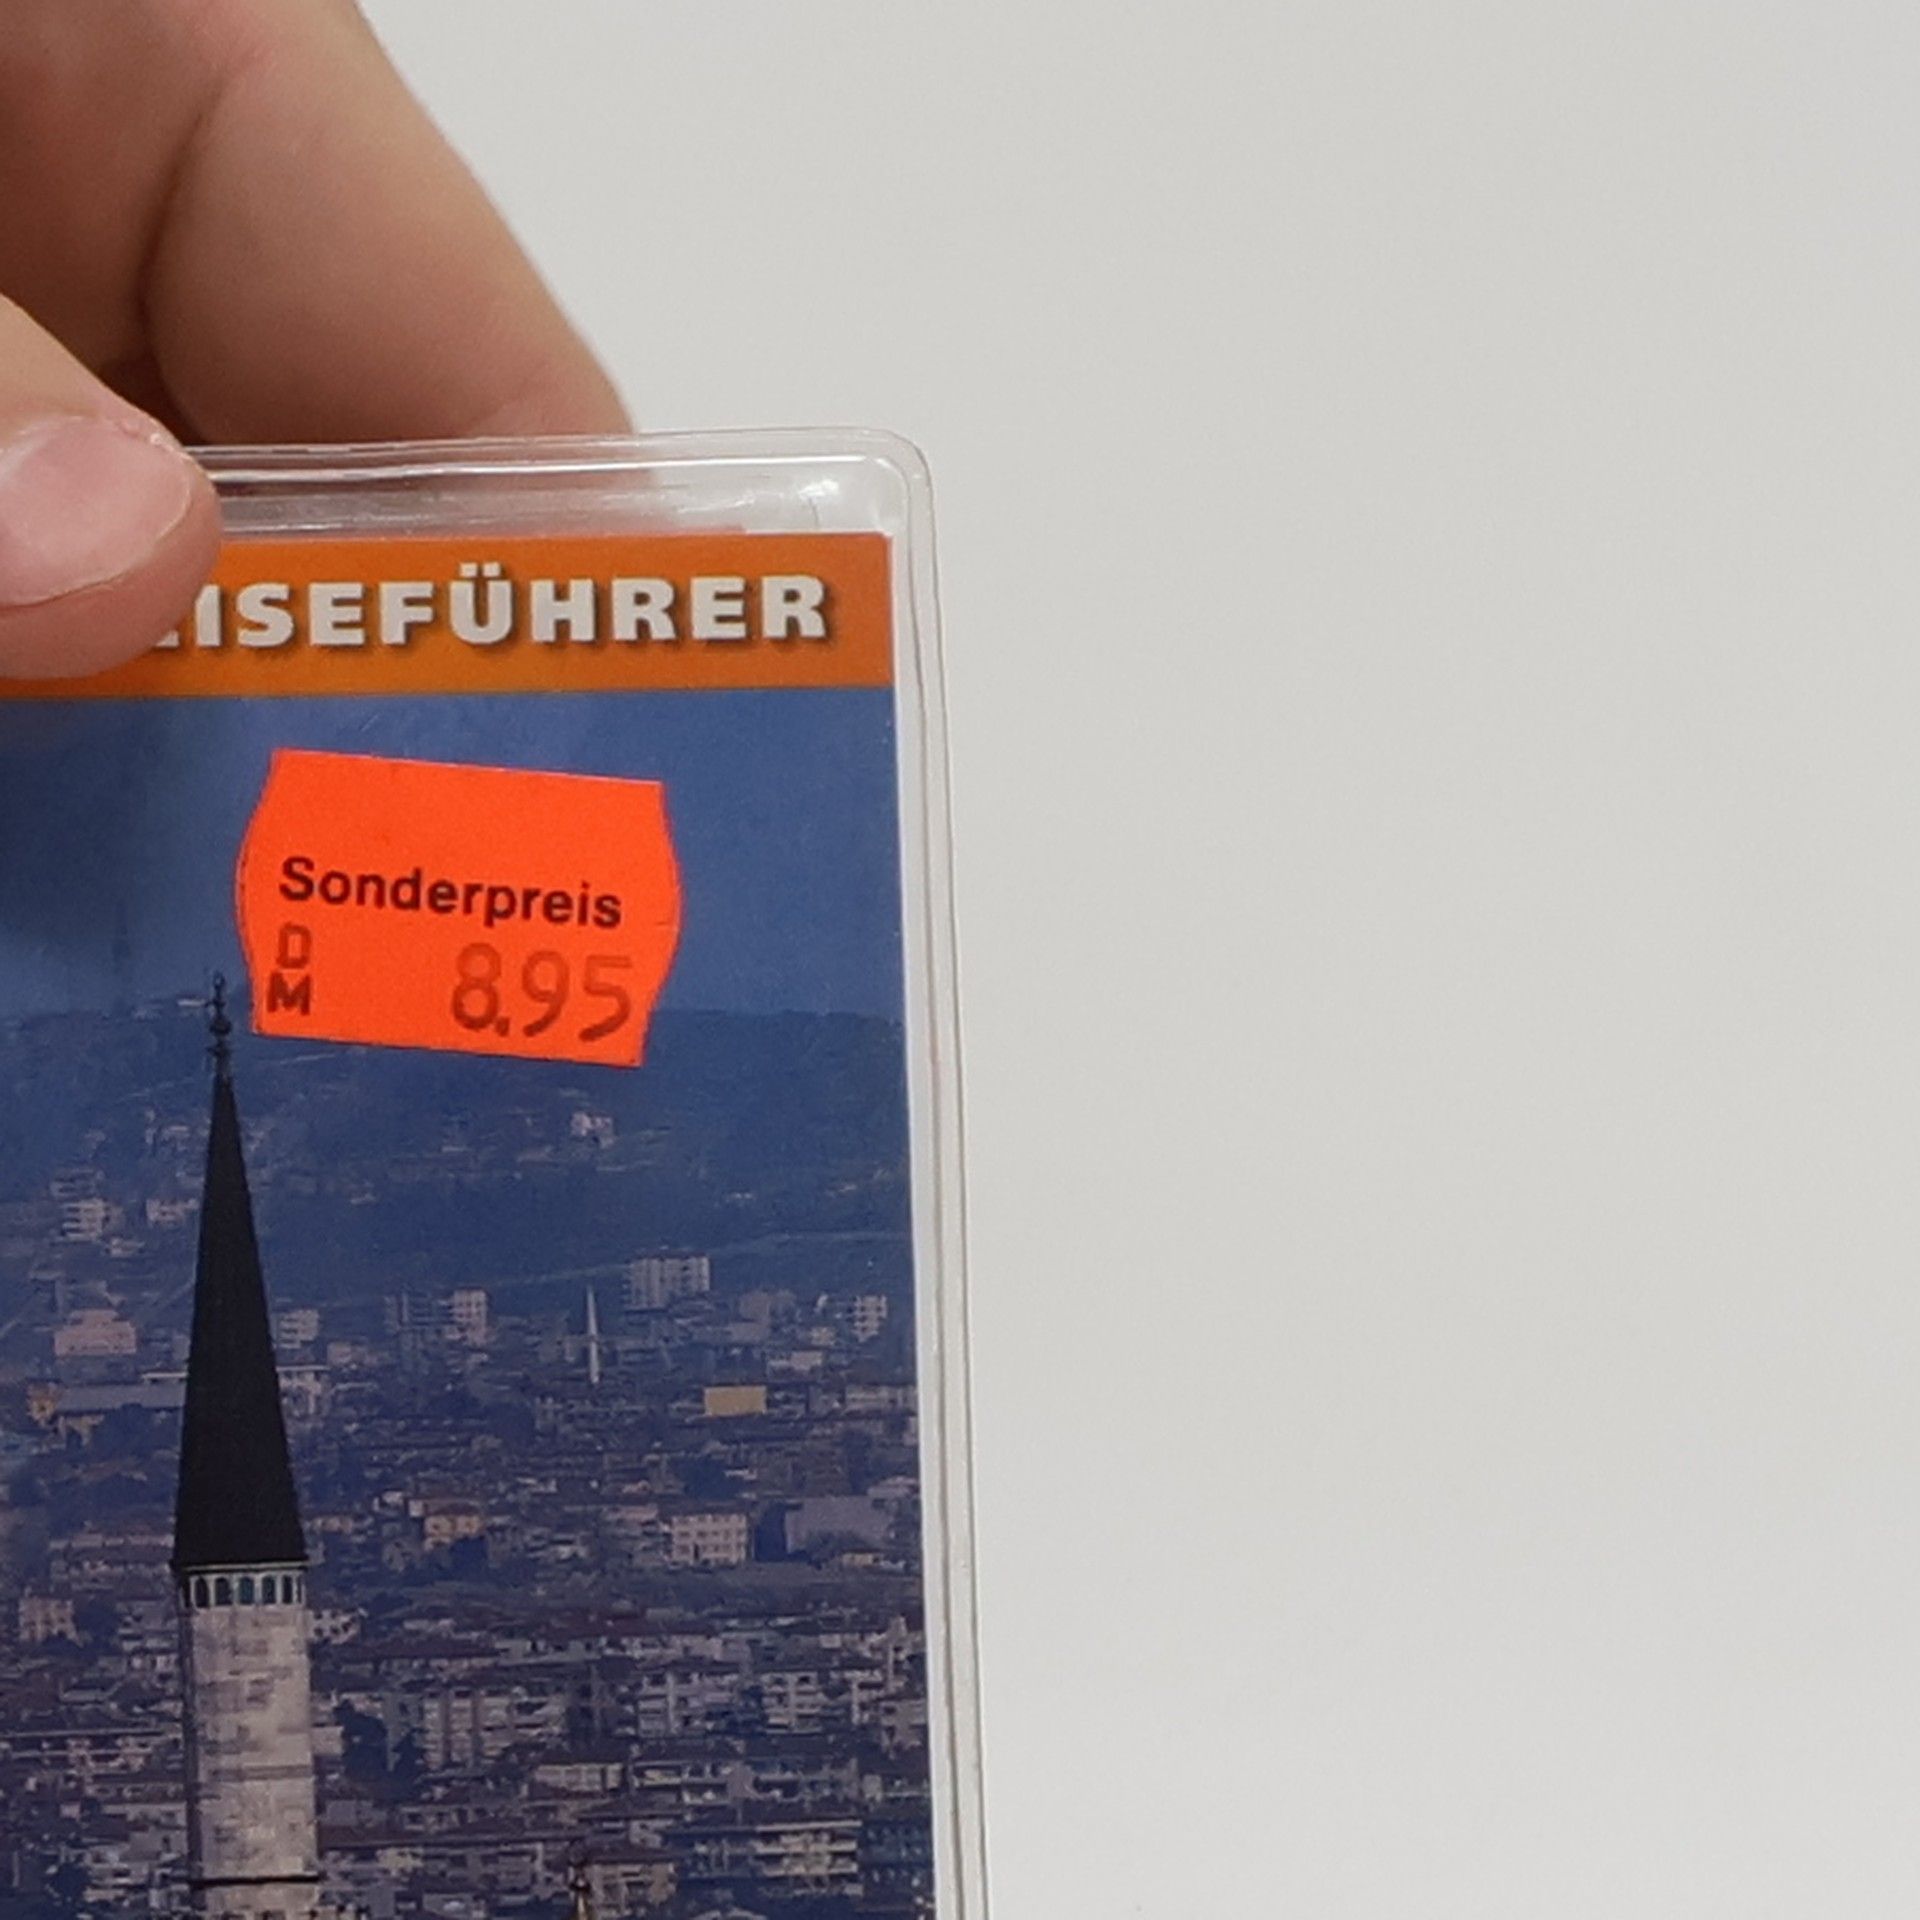 EISEFÜHRER
Sonderpreis
DM 8.95